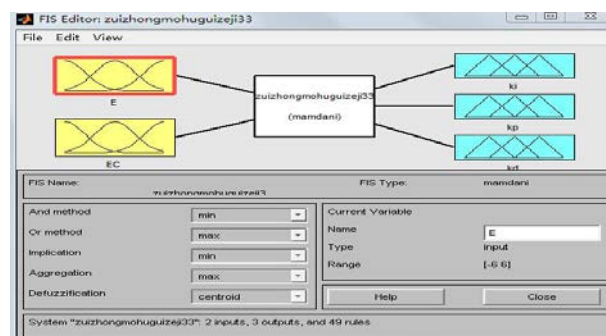 FIS Editor: zuizhongmohuguizeji33
File Edit View
E
EC
zuizhongmohuguizeji33
(mamdani)
ki
kp
kd
FIS Name: zuizhongmohuguizeji3
FIS Type: mamdani
And method min
Or method max
Implication min
Aggregation max
Defuzzification centroid
Current Variable
Name E
Type input
Range [-6 6]
Help Close
System "zuizhongmohuguizeji33": 2 inputs, 3 outputs, and 49 rules